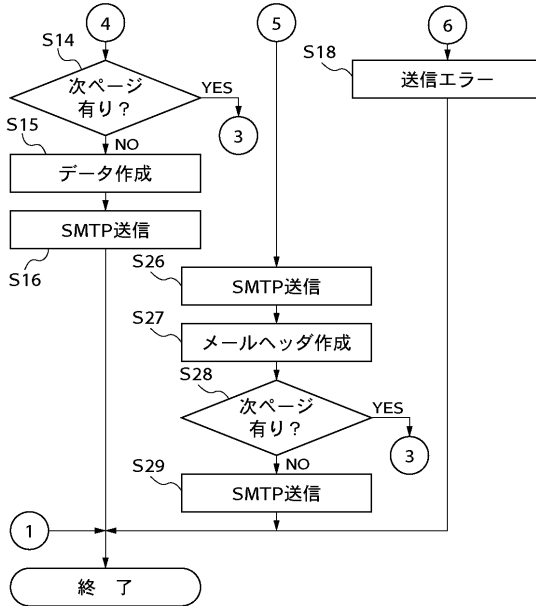 4
S14
次ページ
有り？
YES
3
S15
NO
データ作成
SMTP送信
S16
5
S26
SMTP送信
S27
メールヘッダ作成
S28
次ページ
有り？
YES
3
S29
NO
SMTP送信
6
S18
送信エラー
1
終 了